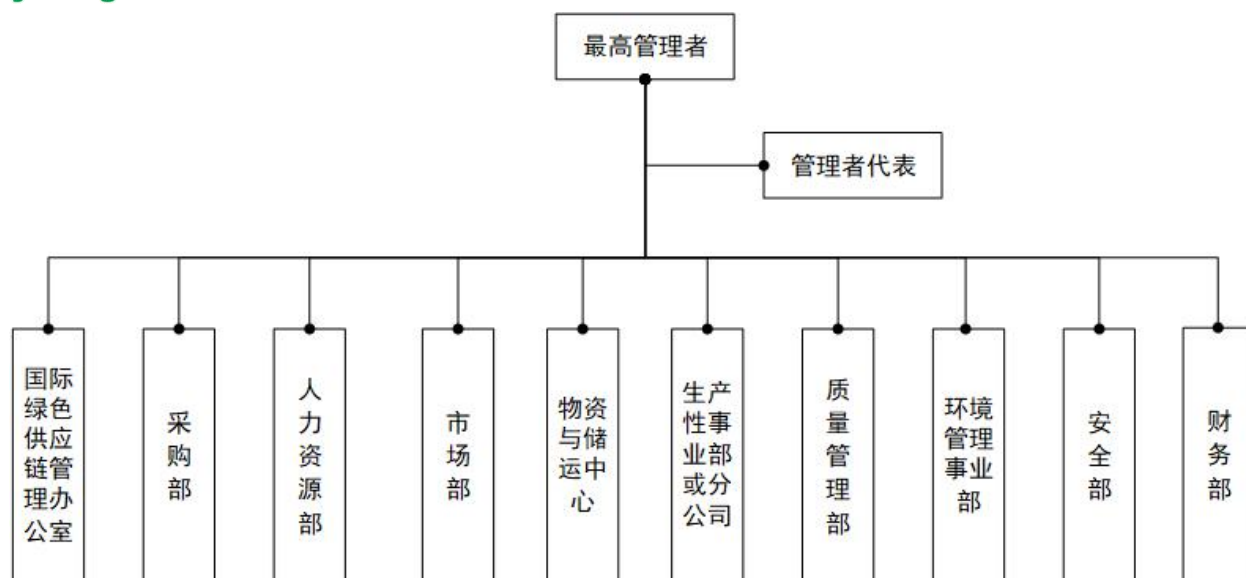 最高管理者
管理者代表
国际
绿色
供应
链管
理办
公室
采购部
人力资源部
市场部
物资
与储
运中
心
生产
性事
业部
或分
公司
质量管理部
环境
管理
事业
部
安全部
财务部